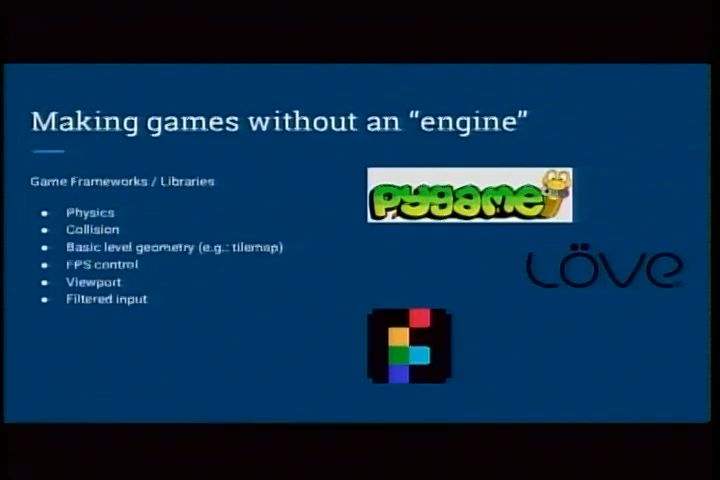 Making games without an “engine”
Game Frameworks / Libraries
● Physics
● Collision
● Basic level geometry (e.g.: tilemap)
● FPS control
● Viewport
● Filtered input
pygame
LÖVE
F